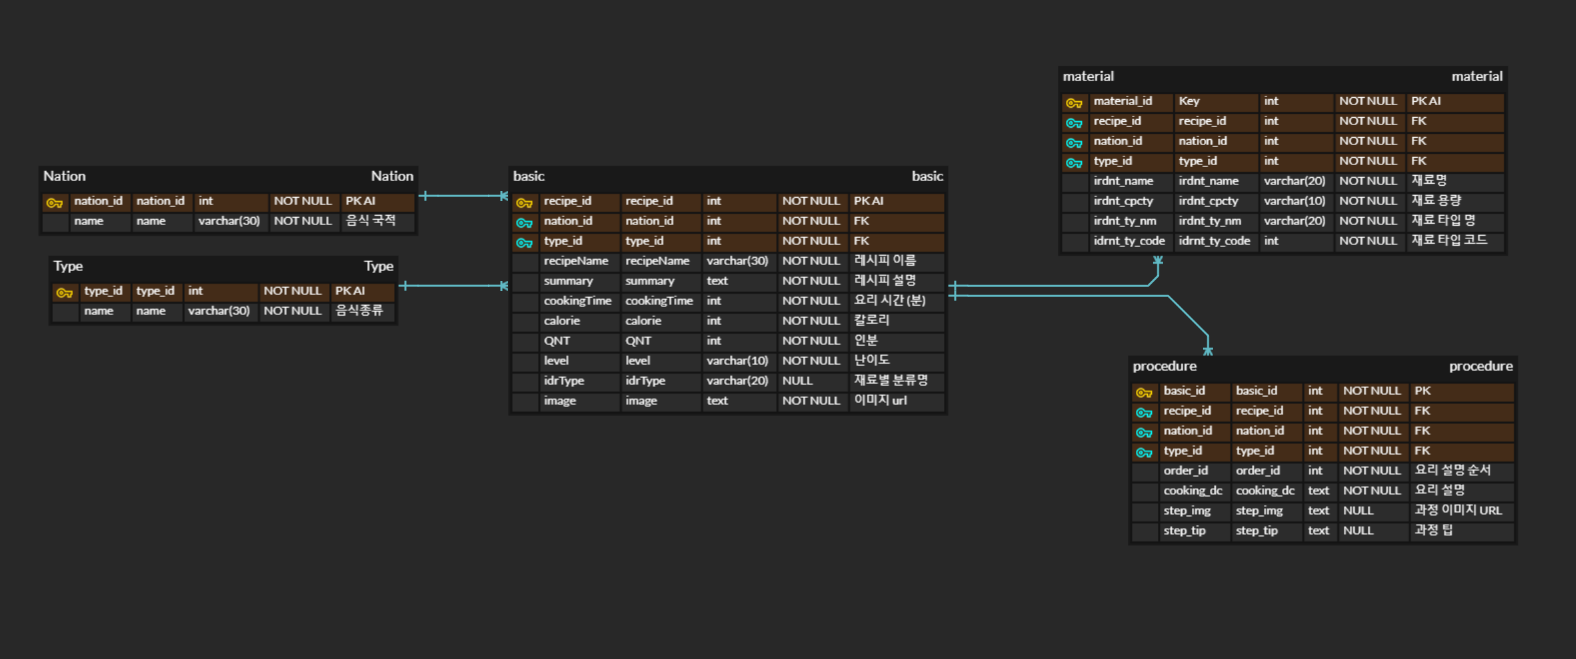 Nation Nation
nation_id nation_id int NOT NULL PK AI
name name varchar(30) NOT NULL 음식 국적
Type Type
type_id type_id int NOT NULL PK AI
name name varchar(30) NOT NULL 음식종류
basic basic
recipe_id recipe_id int NOT NULL PK AI
nation_id nation_id int NOT NULL FK
type_id type_id int NOT NULL FK
recipeName recipeName varchar(30) NOT NULL 레시피 이름
summary summary text NOT NULL 레시피 설명
cookingTime cookingTime int NOT NULL 요리 시간 (분)
calorie calorie int NOT NULL 칼로리
QNT QNT int NOT NULL 인분
level level varchar(10) NOT NULL 난이도
idrType idrType varchar(20) NULL 재료별 분류명
image image text NOT NULL 이미지 url
material material
material_id Key int NOT NULL PK AI
recipe_id recipe_id int NOT NULL FK
nation_id nation_id int NOT NULL FK
type_id type_id int NOT NULL FK
irdnt_name irdnt_name varchar(20) NOT NULL 재료명
irdnt_cpcty irdnt_cpcty varchar(10) NOT NULL 재료 용량
irdnt_ty_nm irdnt_ty_nm varchar(20) NOT NULL 재료 타입 명
idrnt_ty_code idrnt_ty_code int NOT NULL 재료 타입 코드
procedure procedure
basic_id basic_id int NOT NULL PK
recipe_id recipe_id int NOT NULL FK
nation_id nation_id int NOT NULL FK
type_id type_id int NOT NULL FK
order_id order_id int NOT NULL 요리 설명 순서
cooking_dc cooking_dc text NOT NULL 요리 설명
step_img step_img text NULL 과정 이미지 URL
step_tip step_tip text NULL 과정 팁